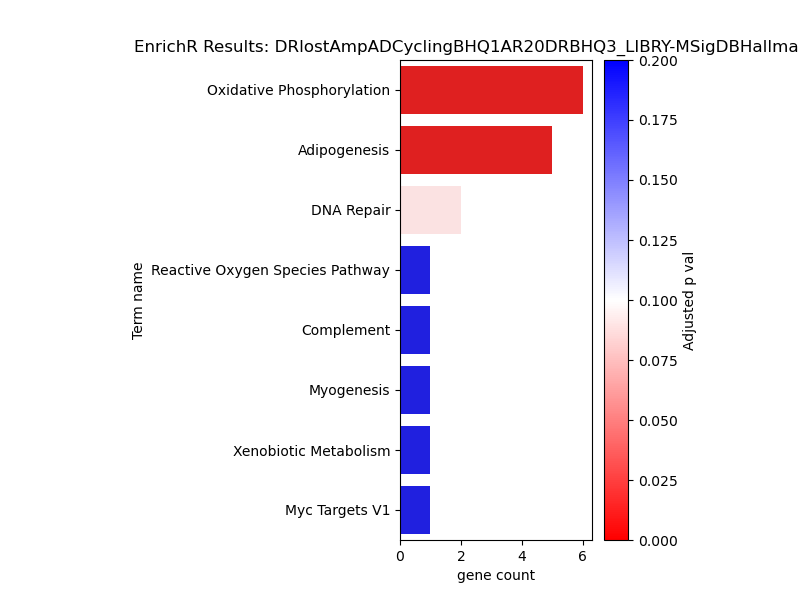 EnrichR Results: DRlostAmpADCyclingBHQ1AR20DRBHQ3_LIBRY-MSigDBHallma
Oxidative Phosphorylation
Adipogenesis
DNA Repair
Reactive Oxygen Species Pathway
Complement
Myogenesis
Xenobiotic Metabolism
Myc Targets V1
Term name
0 2 4 6
gene count
0.200
0.175
0.150
0.125
0.100
0.075
0.050
0.025
0.000
Adjusted p val